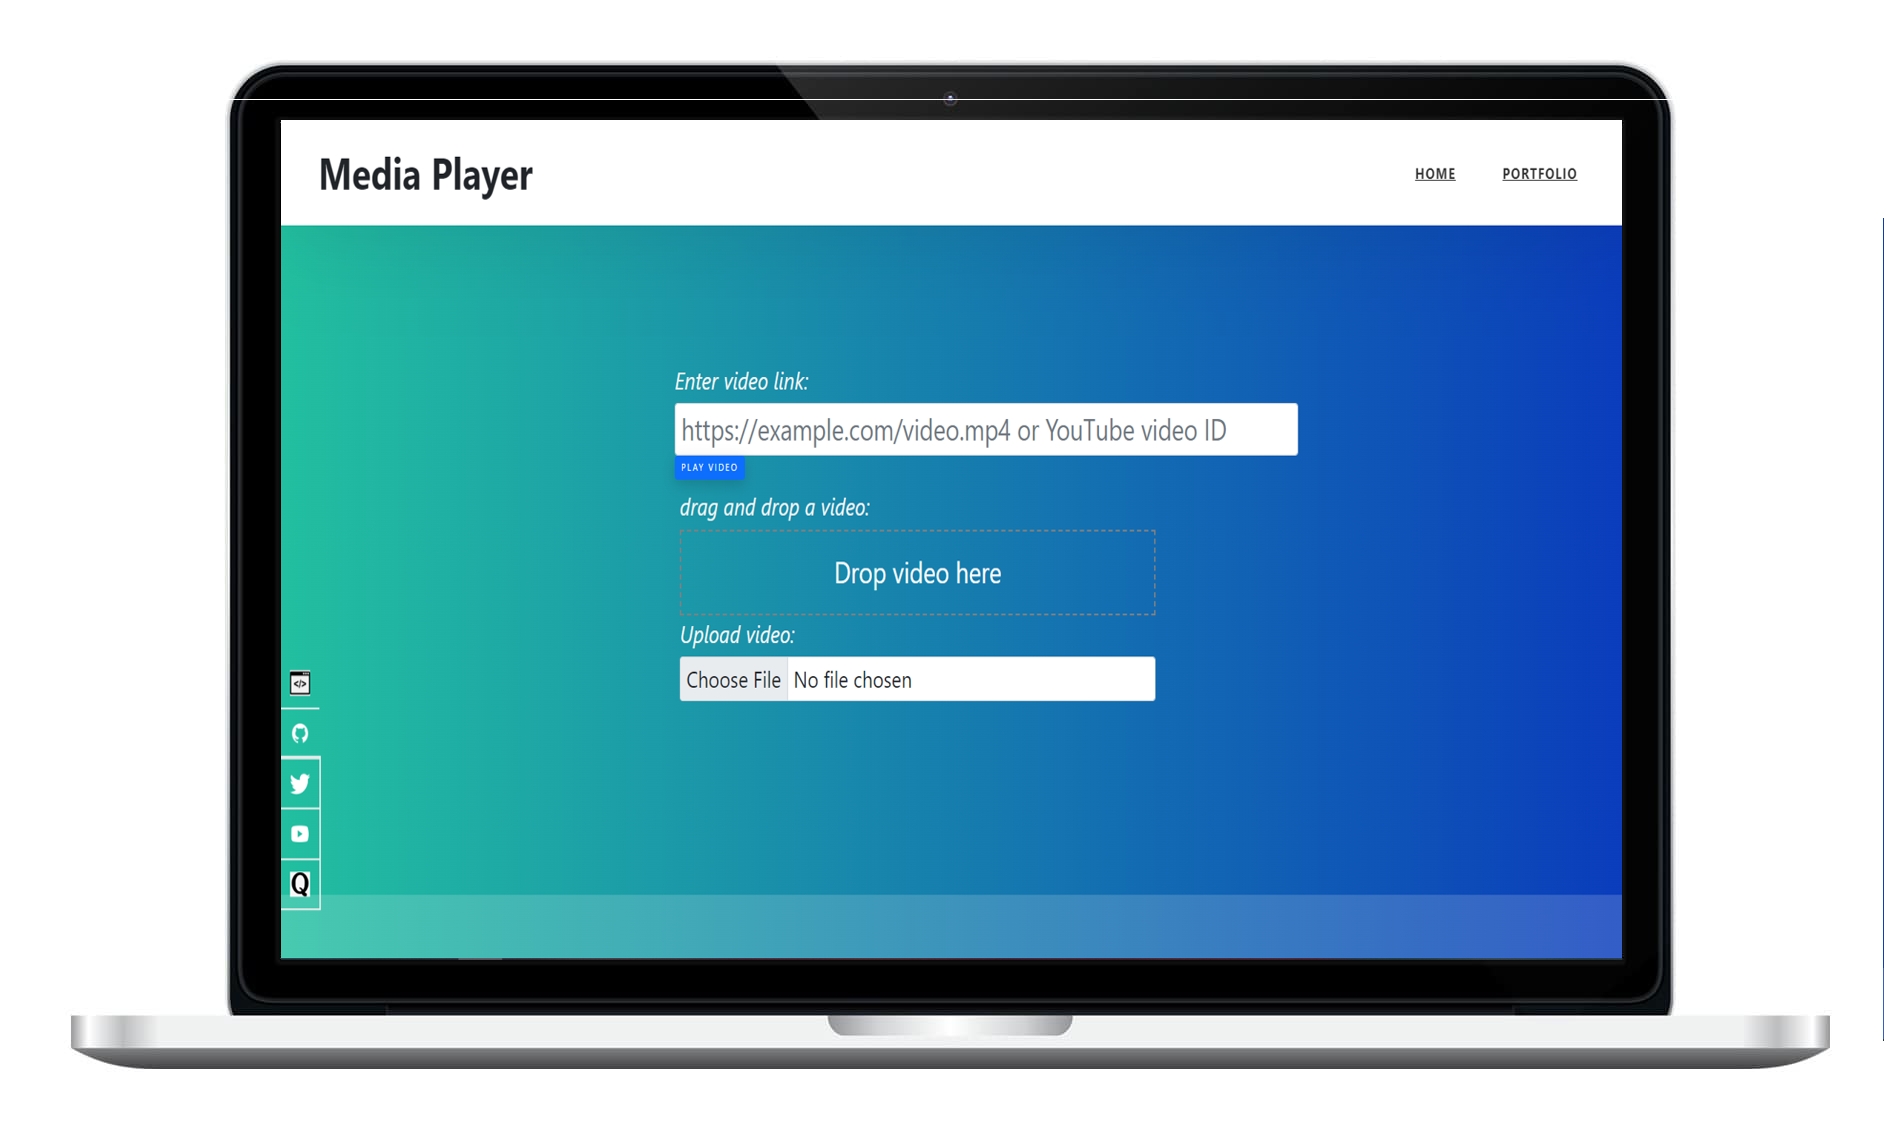 Media Player
HOME PORTFOLIO
Enter video link:
https://example.com/video.mp4 or YouTube video ID
PLAY VIDEO
drag and drop a video:
Drop video here
Upload video:
Choose File No file chosen
</>
Q